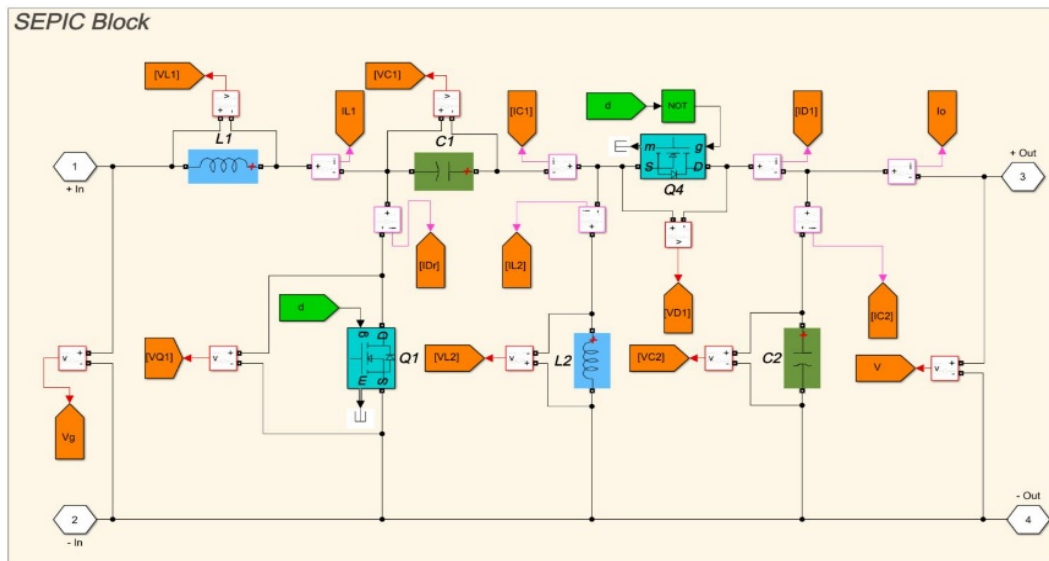 SEPIC Block
[VL1]
[VC1]
IL1
[IC1]
d
NOT
[ID1]
Io
v
+ -
v
+ -
L1
C1
i
+ -
i
+ -
m g
S D
Q4
i
+ -
i
+ -
1
+ In
3
+ Out
i
+ -
[IDr]
[IL2]
i
- +
+ -
v
[VD1]
i
+ -
[IC2]
d
g D
E S
Q1
[VQ1]
v + -
[VL2]
v + -
L2
[VC2]
v + -
C2
V
v + -
v + -
Vg
2
- In
- Out
4